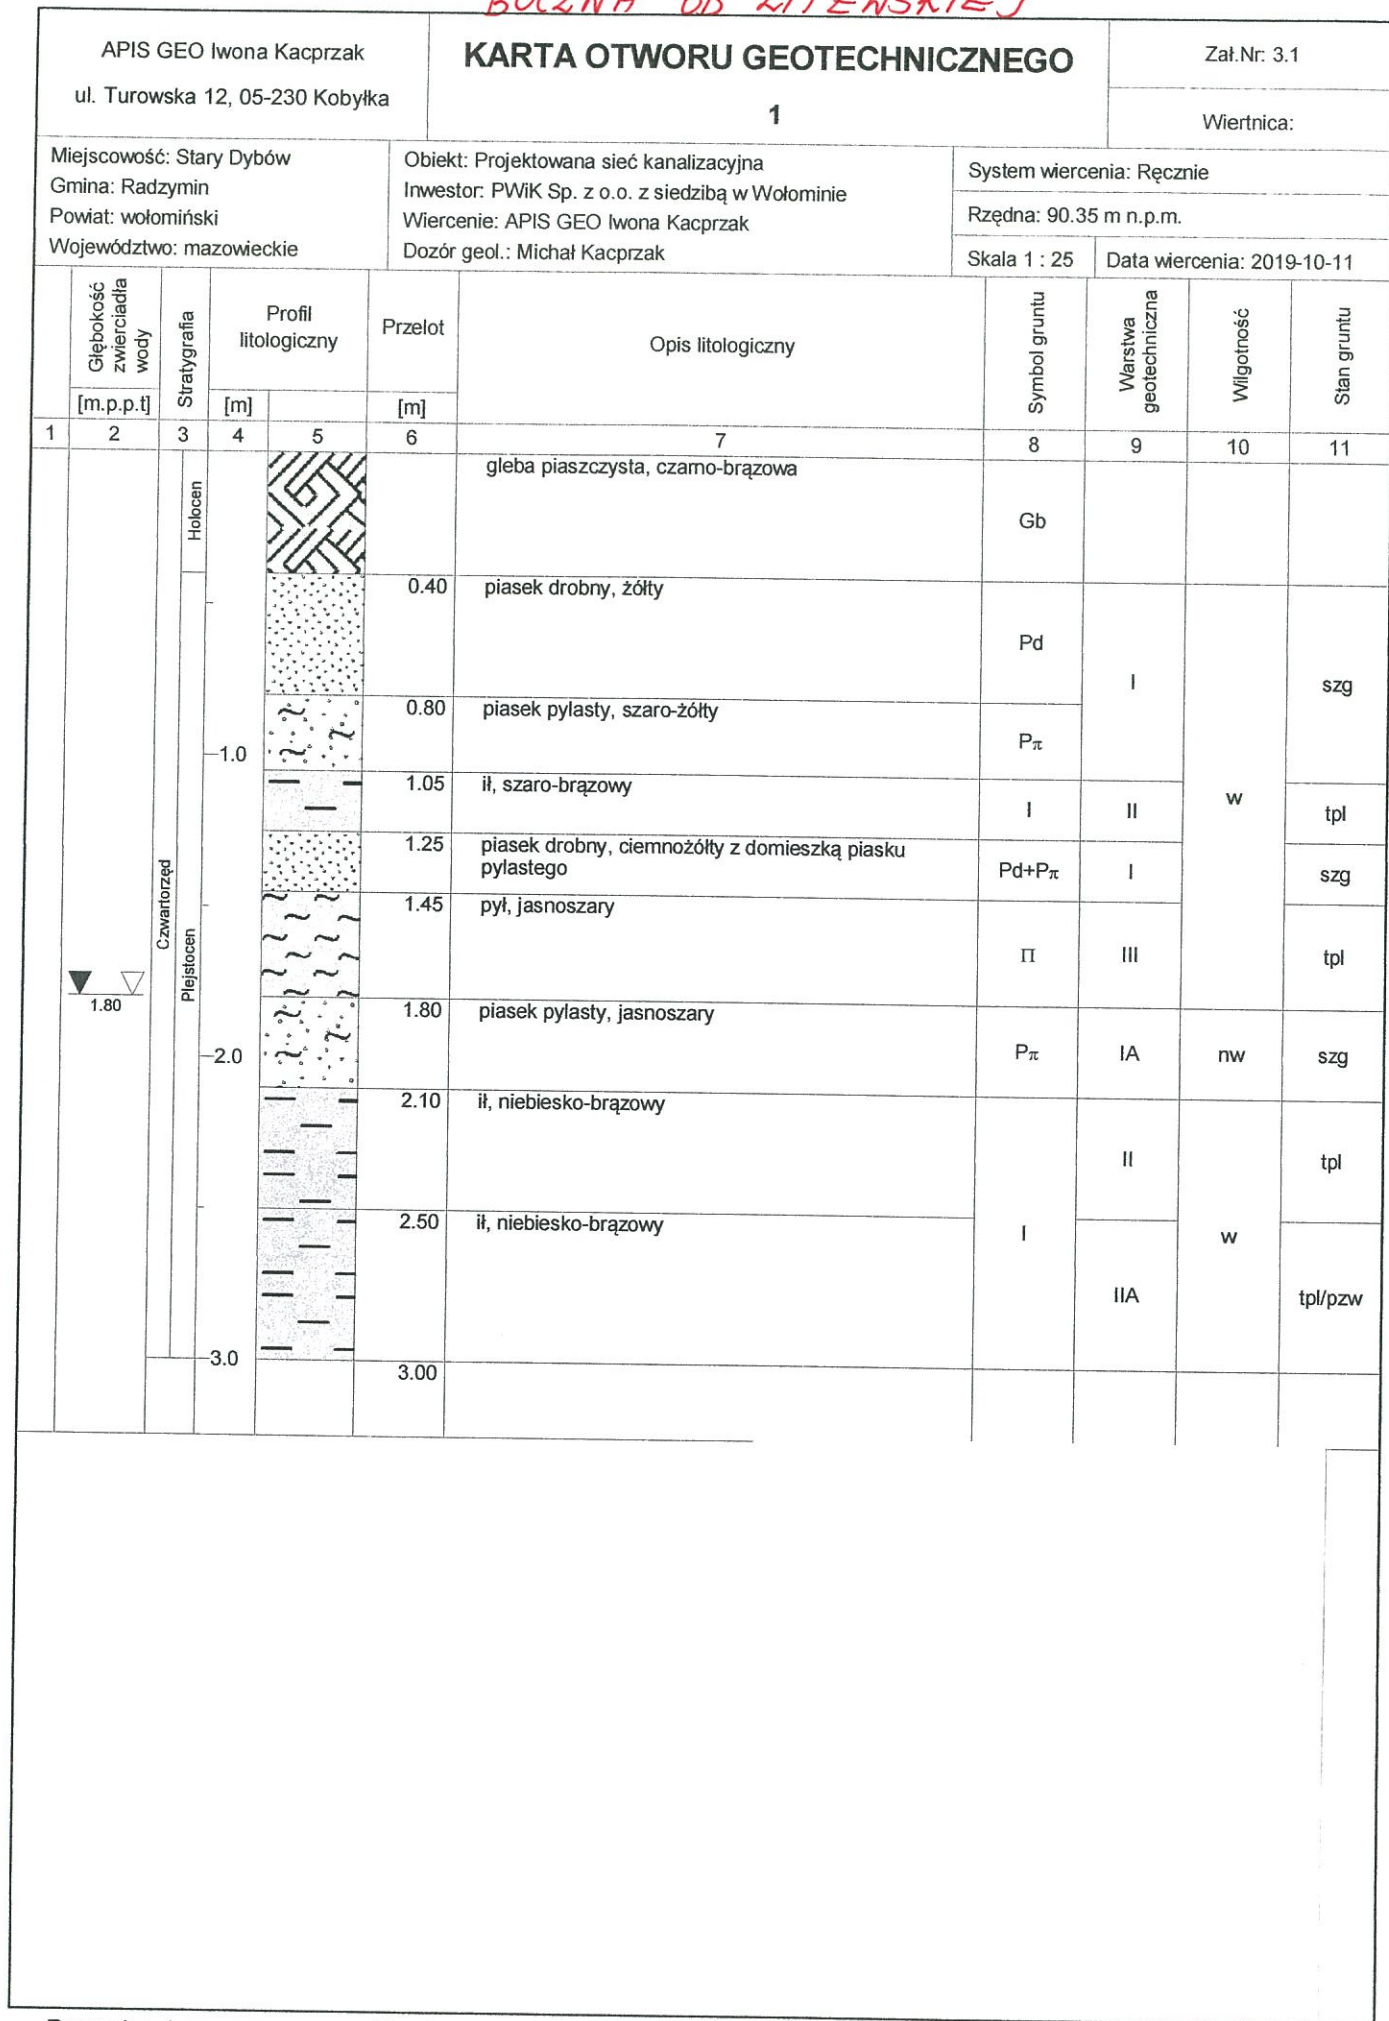 BOCZNA OD
APIS GEO Iwona Kacprzak
ul. Turowska 12, 05-230 Kobyłka
KARTA OTWORU GEOTECHNICZNEGO
1
Zał.Nr: 3.1
Wiertnica:
Miejscowość: Stary Dybów
Gmina: Radzymin
Powiat: wołomiński
Województwo: mazowieckie
Obiekt: Projektowana sieć kanalizacyjna
Inwestor: PWiK Sp. z o.o. z siedzibą w Wołominie
Wiercenie: APIS GEO Iwona Kacprzak
Dozór geol.: Michał Kacprzak
System wiercenia: Ręcznie
Rzędna: 90.35 m n.p.m.
Skala 1 : 25
Data wiercenia: 2019-10-11
Głębokość
zwierciadła
wody
[m.p.p.t]
Stratygrafia
Profil
litologiczny
[m]
Przelot
[m]
Opis litologiczny
Symbol gruntu
Warstwa
geotechniczna
Wilgotność
Stan gruntu
1 2 3 4 5 6 7 8 9 10 11
Holocen
gleba piaszczysta, czarno-brązowa
Gb
0.40 piasek drobny, żółty
Pd
I
szg
0.80 piasek pylasty, szaro-żółty
Pπ
1.0
1.05 ił, szaro-brązowy
I II w tpl
1.25 piasek drobny, ciemnożółty z domieszką piasku
pylastego
Pd+Pπ I szg
Czwartorzęd
Plejstocen
1.45 pył, jasnoszary
Π III tpl
1.80
1.80 piasek pylasty, jasnoszary
2.0
Pπ IA nw szg
2.10 ił, niebiesko-brązowy
II tpl
2.50 ił, niebiesko-brązowy
I w
IIA tpl/pzw
3.0
3.00